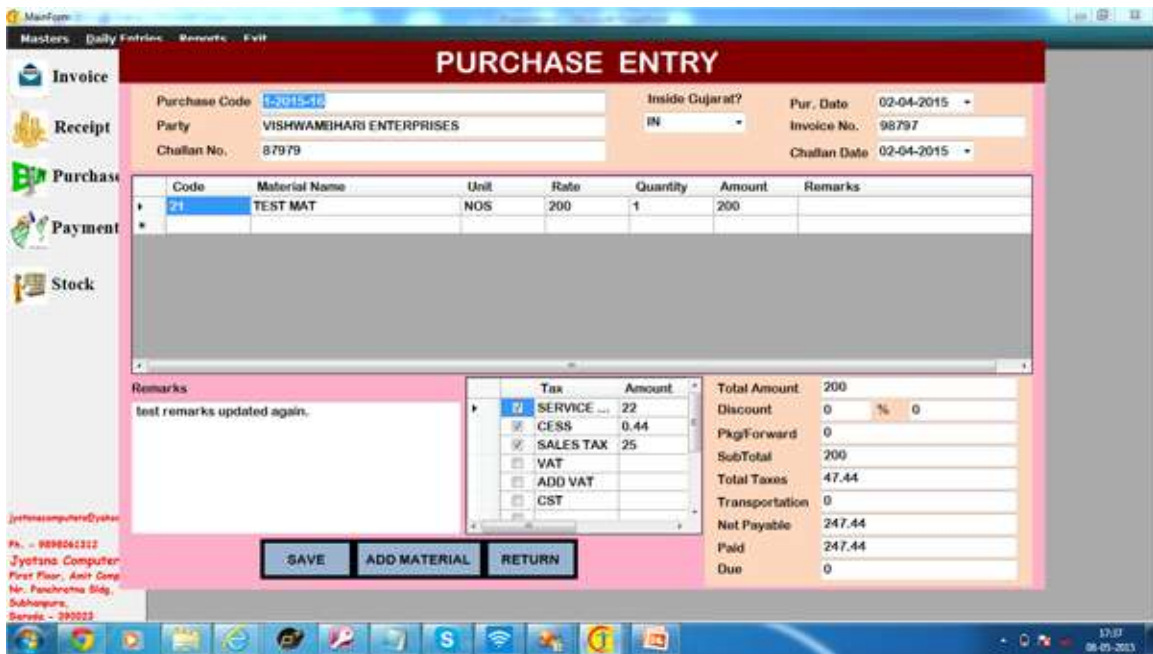 MainForm
Masters Daily Entries Reports Exit
PURCHASE ENTRY
Invoice
Receipt
Purchase
Payment
Stock
Purchase Code 1-2015-16 Inside Gujarat? Pur. Date 02-04-2015
Party VISHWAMBHARI ENTERPRISES IN Invoice No. 98797
Challan No. 87979 Challan Date 02-04-2015
Code Material Name Unit Rate Quantity Amount Remarks
21 TEST MAT NOS 200 1 200
Remarks
test remarks updated again.
Tax Amount
SERVICE ... 22
CESS 0.44
SALES TAX 25
VAT
ADD VAT
CST
Total Amount 200
Discount 0 % 0
Pkg/Forward 0
SubTotal 200
Total Taxes 47.44
Transportation 0
Net Payable 247.44
Paid 247.44
Due 0
SAVE ADD MATERIAL RETURN
Ph. - 9898061312
Jyotsna Computer
First Floor, Amit Comp
Nr. Panchratna Bldg,
Subhanpura,
Baroda - 390023
17:37
06-05-2015